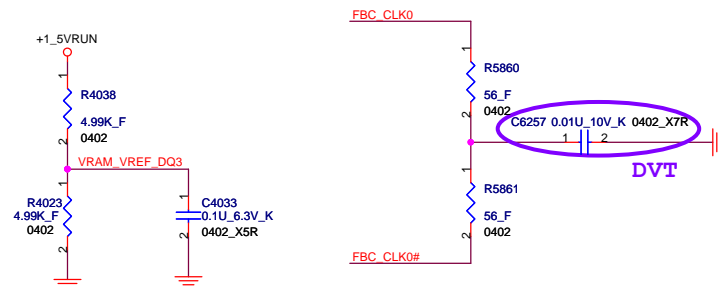 +1_5VRUN
1
R4038
4.99K_F
2
0402
VRAM_VREF_DQ3
1
R4023
4.99K_F
0402
2
1
C4033
0.1U_6.3V_K
2
0402_X5R
FBC_CLK0
1
R5860
56_F
2
0402
C6257 0.01U_10V_K 0402_X7R
1 2
DVT
1
R5861
56_F
2
0402
FBC_CLK0#